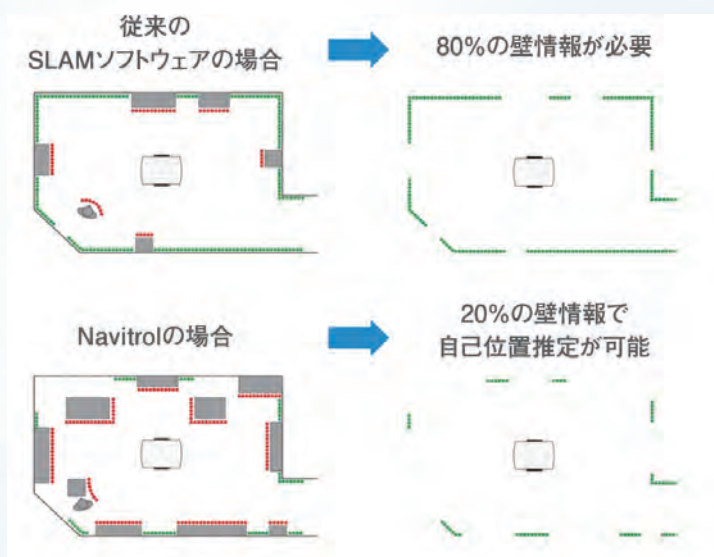 従来の
SLAMソフトウェアの場合
80%の壁情報が必要
Navitrolの場合
20%の壁情報で
自己位置推定が可能